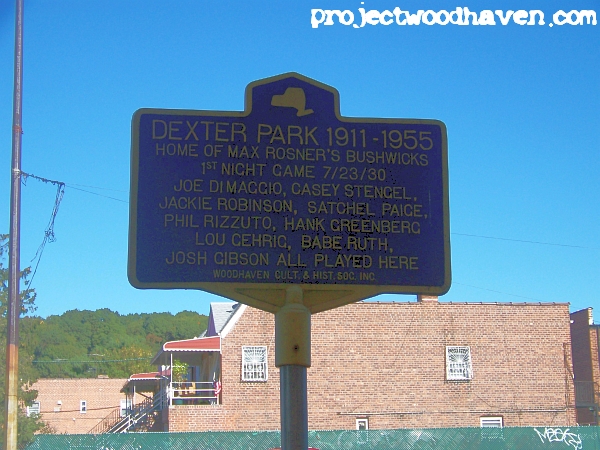 projectwoodhaven.com
DEXTER PARK 1911-1955
HOME OF MAX ROSNER'S BUSHWICKS
1ST NIGHT GAME 7/23/30
JOE DI MAGGIO, CASEY STENGEL,
JACKIE ROBINSON, SATCHEL PAIGE,
PHIL RIZZUTO, HANK GREENBERG
LOU GEHRIG, BABE RUTH,
JOSH GIBSON ALL PLAYED HERE
WOODHAVEN CULT. & HIST. SOC. INC.